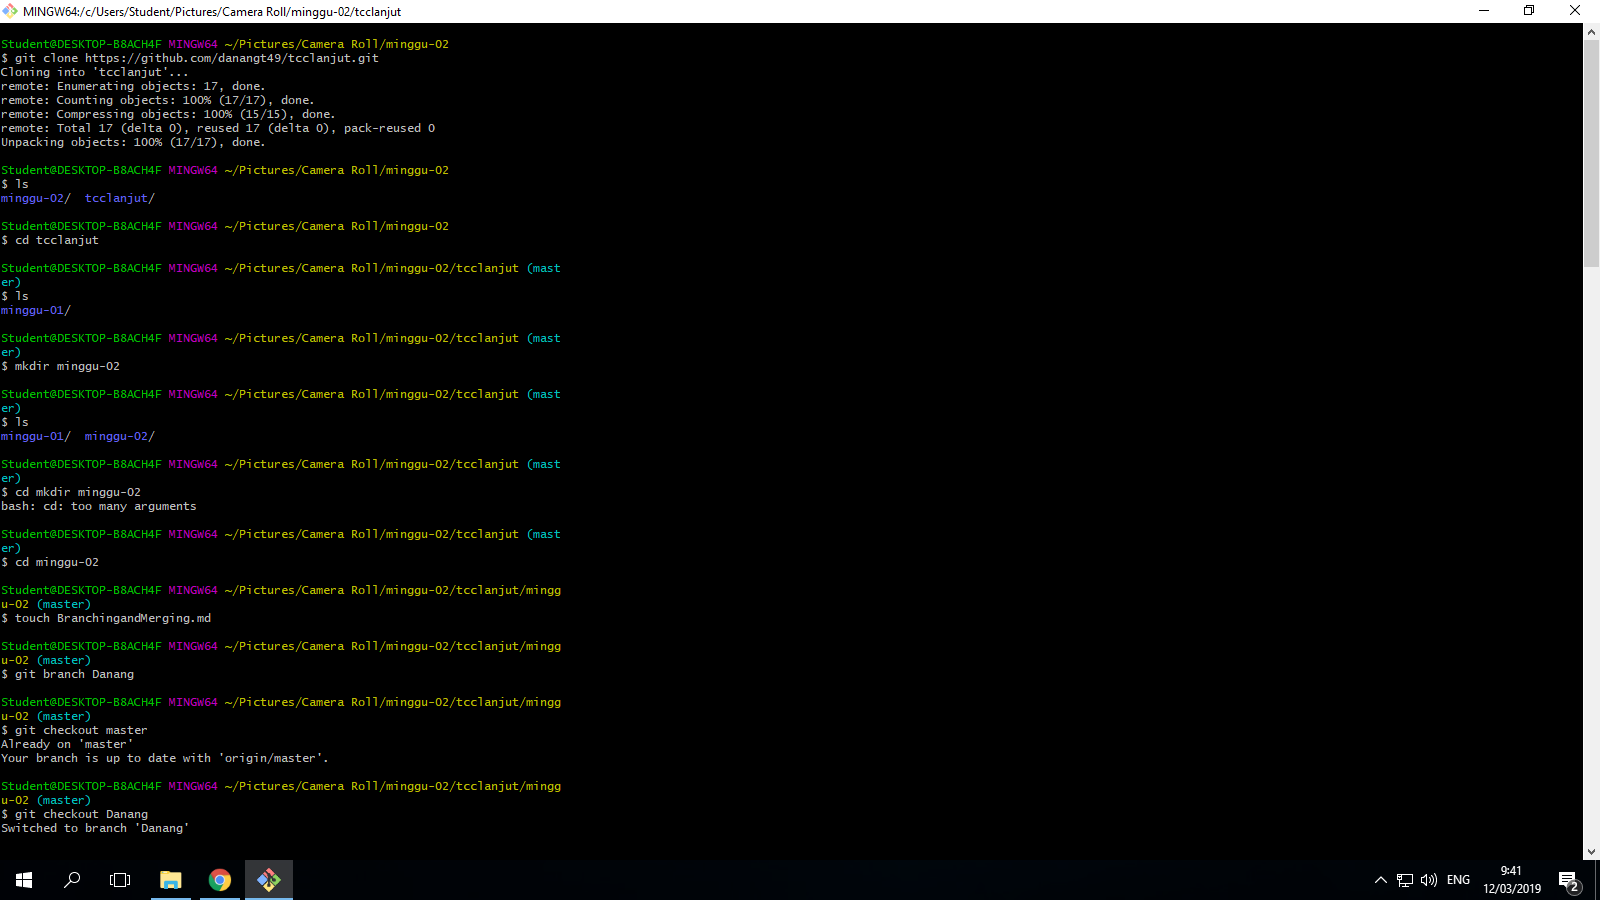 MINGW64:/c/Users/Student/Pictures/Camera Roll/minggu-02/tcclanjut
Student@DESKTOP-B8ACH4F MINGW64 ~/Pictures/Camera Roll/minggu-02
$ git clone https://github.com/danangt49/tcclanjut.git
Cloning into 'tcclanjut'...
remote: Enumerating objects: 17, done.
remote: Counting objects: 100% (17/17), done.
remote: Compressing objects: 100% (15/15), done.
remote: Total 17 (delta 0), reused 17 (delta 0), pack-reused 0
Unpacking objects: 100% (17/17), done.
Student@DESKTOP-B8ACH4F MINGW64 ~/Pictures/Camera Roll/minggu-02
$ ls
minggu-02/  tcclanjut/
Student@DESKTOP-B8ACH4F MINGW64 ~/Pictures/Camera Roll/minggu-02
$ cd tcclanjut
Student@DESKTOP-B8ACH4F MINGW64 ~/Pictures/Camera Roll/minggu-02/tcclanjut (mast
er)
$ ls
minggu-01/
Student@DESKTOP-B8ACH4F MINGW64 ~/Pictures/Camera Roll/minggu-02/tcclanjut (mast
er)
$ mkdir minggu-02
Student@DESKTOP-B8ACH4F MINGW64 ~/Pictures/Camera Roll/minggu-02/tcclanjut (mast
er)
$ ls
minggu-01/  minggu-02/
Student@DESKTOP-B8ACH4F MINGW64 ~/Pictures/Camera Roll/minggu-02/tcclanjut (mast
er)
$ cd mkdir minggu-02
bash: cd: too many arguments
Student@DESKTOP-B8ACH4F MINGW64 ~/Pictures/Camera Roll/minggu-02/tcclanjut (mast
er)
$ cd minggu-02
Student@DESKTOP-B8ACH4F MINGW64 ~/Pictures/Camera Roll/minggu-02/tcclanjut/mingg
u-02 (master)
$ touch BranchingandMerging.md
Student@DESKTOP-B8ACH4F MINGW64 ~/Pictures/Camera Roll/minggu-02/tcclanjut/mingg
u-02 (master)
$ git branch Danang
Student@DESKTOP-B8ACH4F MINGW64 ~/Pictures/Camera Roll/minggu-02/tcclanjut/mingg
u-02 (master)
$ git checkout master
Already on 'master'
Your branch is up to date with 'origin/master'.
Student@DESKTOP-B8ACH4F MINGW64 ~/Pictures/Camera Roll/minggu-02/tcclanjut/mingg
u-02 (master)
$ git checkout Danang
Switched to branch 'Danang'
ENG
9:41
12/03/2019
2